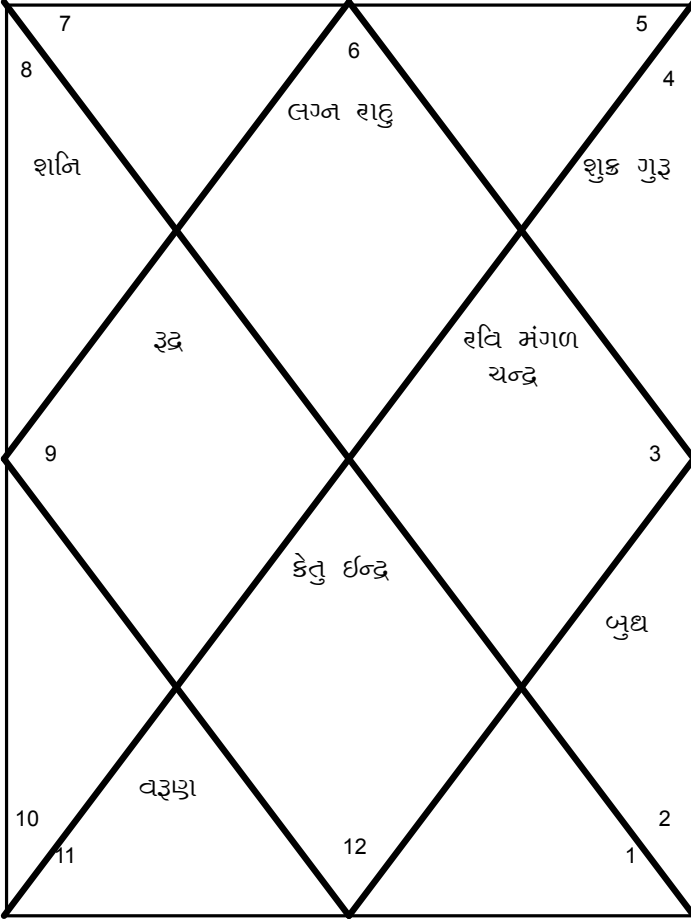 7
6
5
8
4
લગ્ન રાહુ
શનિ
શુક્ર ગુરૂ
રૂદ્ર
રવિ મંગળ
ચન્દ્ર
9
3
કેતુ ઈન્દ્ર
બુધ
વરૂણ
10
12
2
11
1